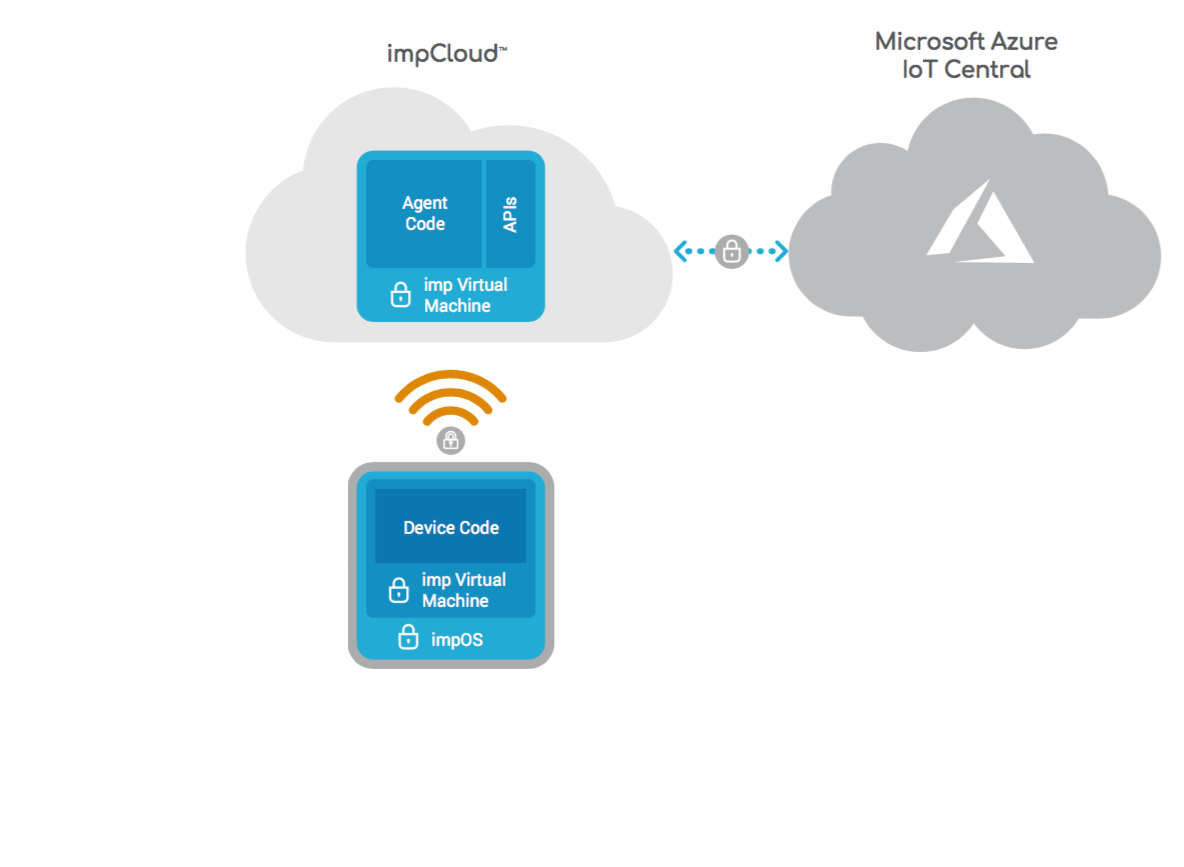 impCloud™
Microsoft Azure
IoT Central
Agent
Code
APIs
imp Virtual
Machine
Device Code
imp Virtual
Machine
impOS